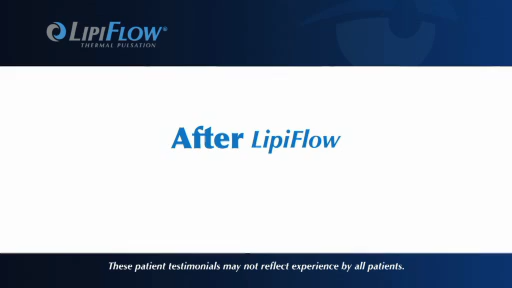 LIPIFLOW®
THERMAL PULSATION
After LipiFlow
These patient testimonials may not reflect experience by all patients.